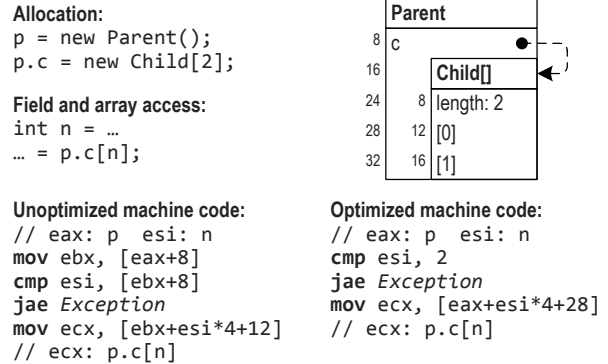 Allocation:
p = new Parent();
p.c = new Child[2];
Field and array access:
int n = …
… = p.c[n];
Parent
8 c
16 Child[]
24 8 length: 2
28 12 [0]
32 16 [1]
Unoptimized machine code:
// eax: p esi: n
mov ebx, [eax+8]
cmp esi, [ebx+8]
jae Exception
mov ecx, [ebx+esi*4+12]
// ecx: p.c[n]
Optimized machine code:
// eax: p esi: n
cmp esi, 2
jae Exception
mov ecx, [eax+esi*4+28]
// ecx: p.c[n]